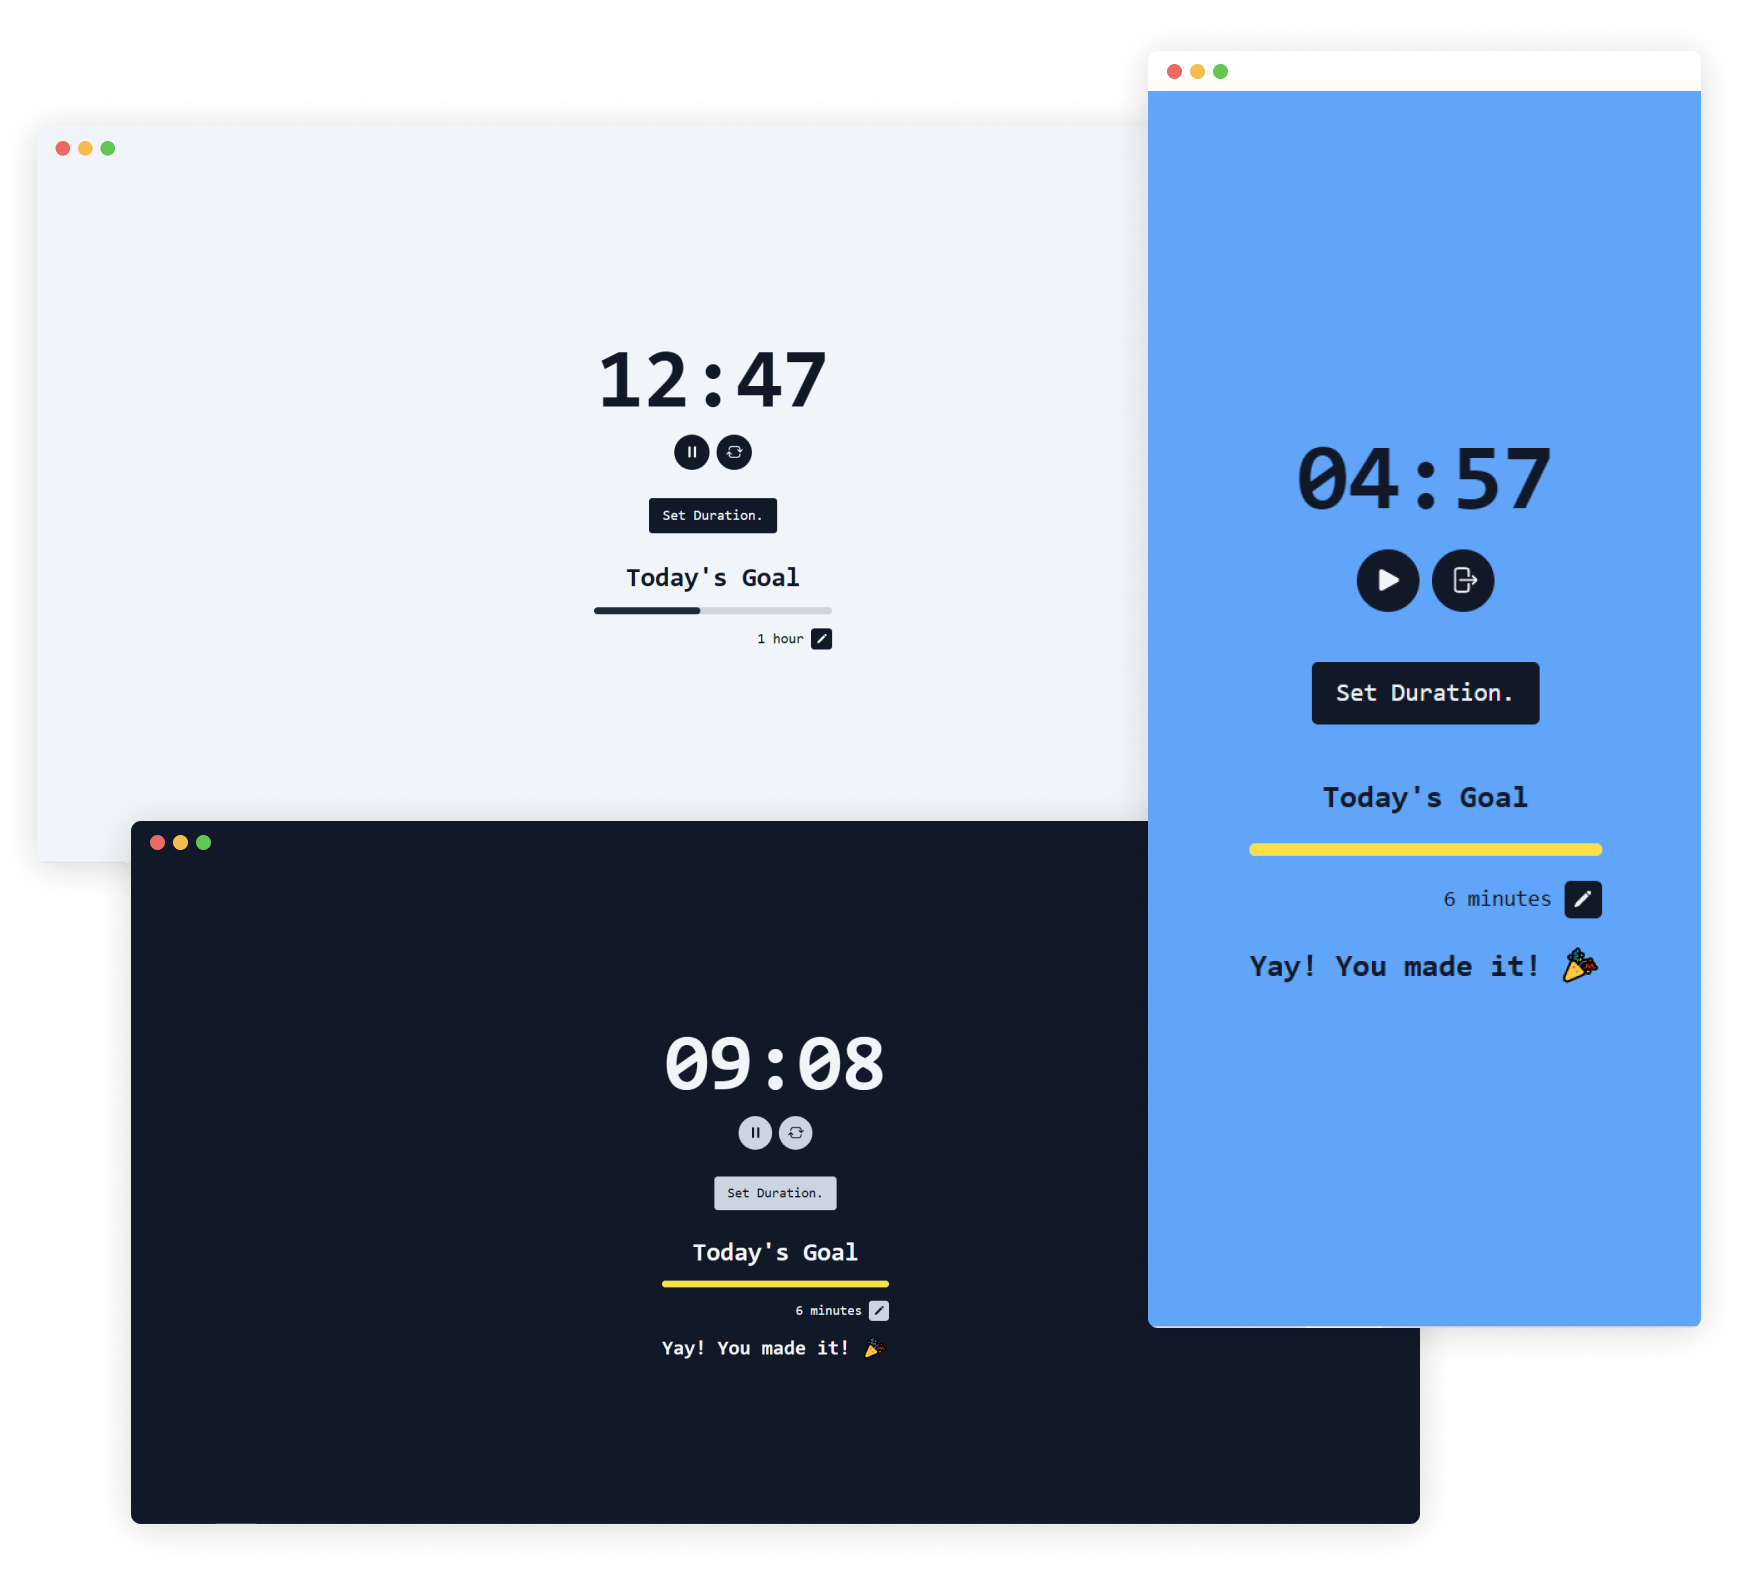 12:47
Set Duration.
Today's Goal
1 hour
04:57
Set Duration.
Today's Goal
6 minutes
Yay! You made it! 🎉
09:08
Set Duration.
Today's Goal
6 minutes
Yay! You made it! 🎉